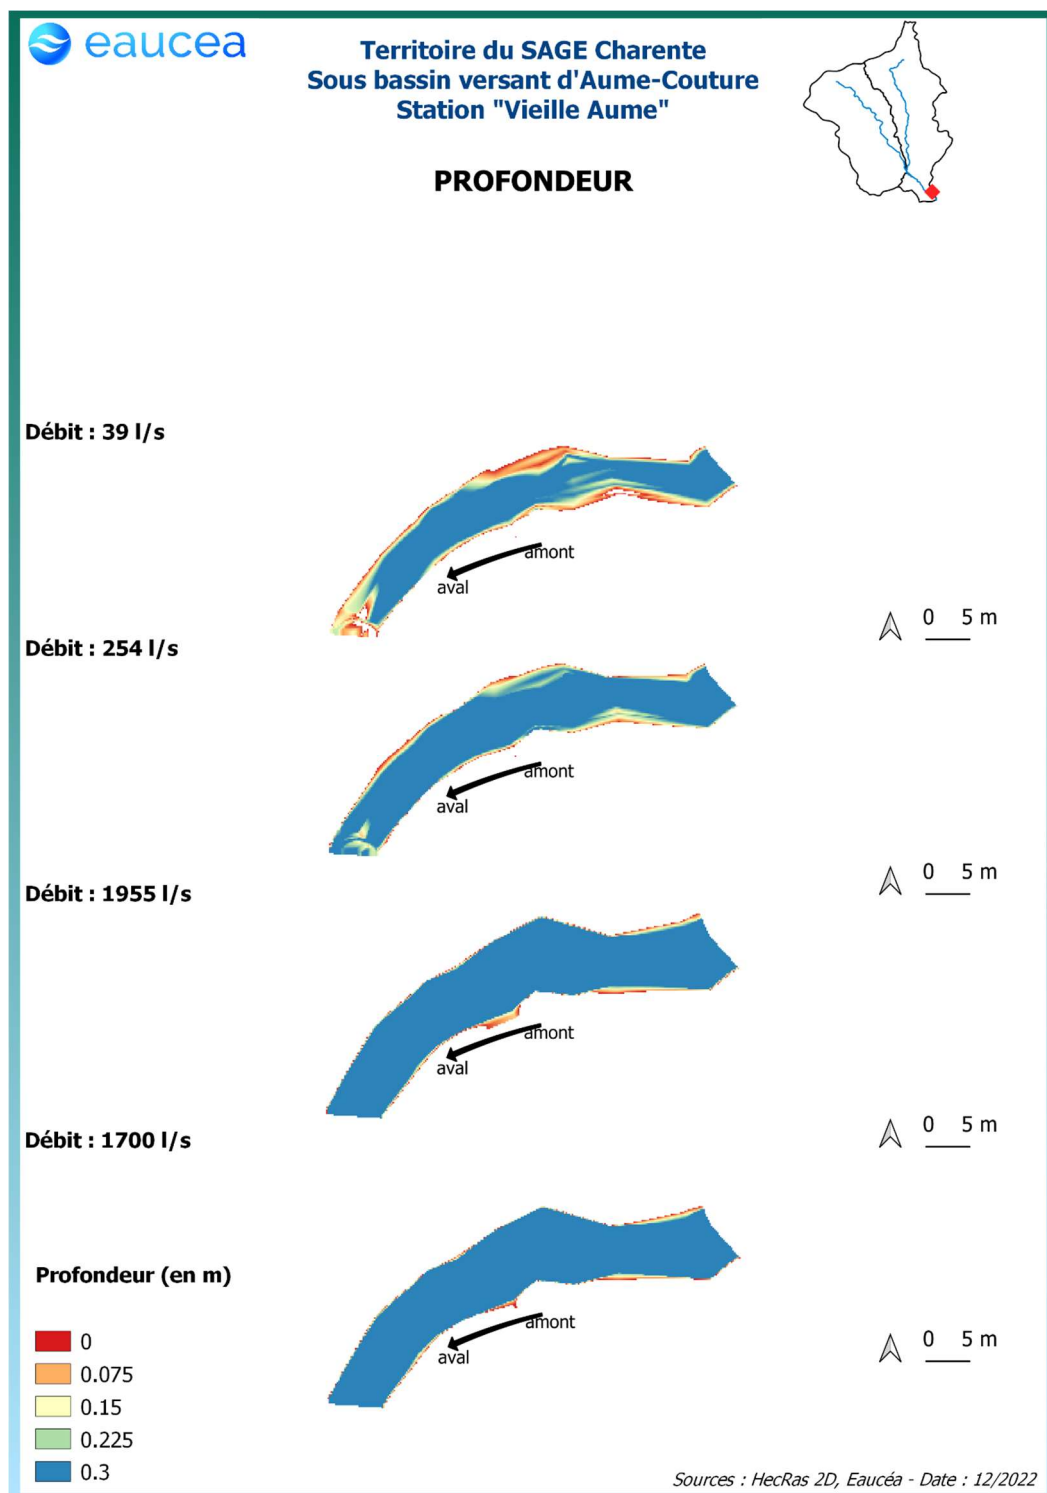 eaucea
Territoire du SAGE Charente
Sous bassin versant d'Aume-Couture
Station "Vieille Aume"
PROFONDEUR
Débit : 39 l/s
amont
aval
0 5 m
Débit : 254 l/s
amont
aval
0 5 m
Débit : 1955 l/s
amont
aval
0 5 m
Débit : 1700 l/s
amont
aval
0 5 m
Profondeur (en m)
0
0.075
0.15
0.225
0.3
Sources : HecRas 2D, Eaucéa - Date : 12/2022